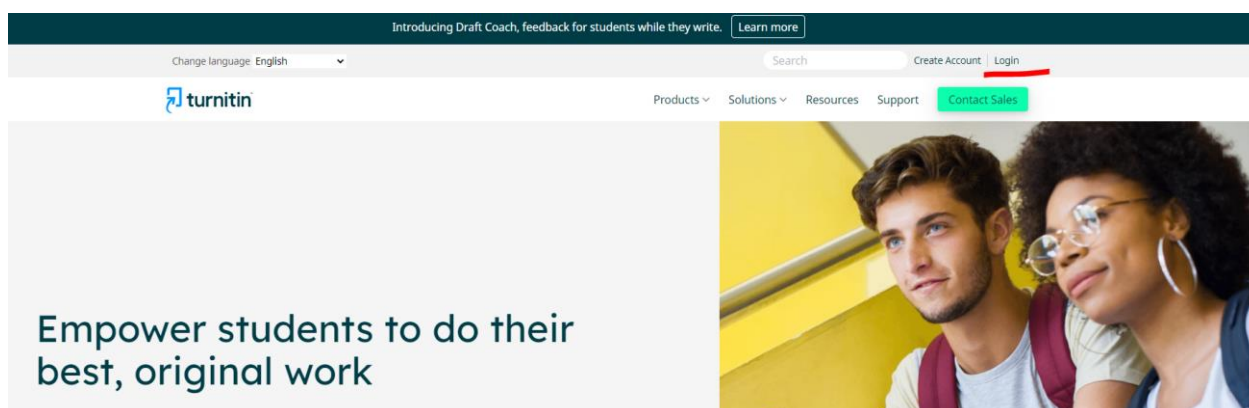 Introducing Draft Coach, feedback for students while they write. Learn more
Change language English Search Create Account Login
turnitin Products Solutions Resources Support Contact Sales
Empower students to do their
best, original work